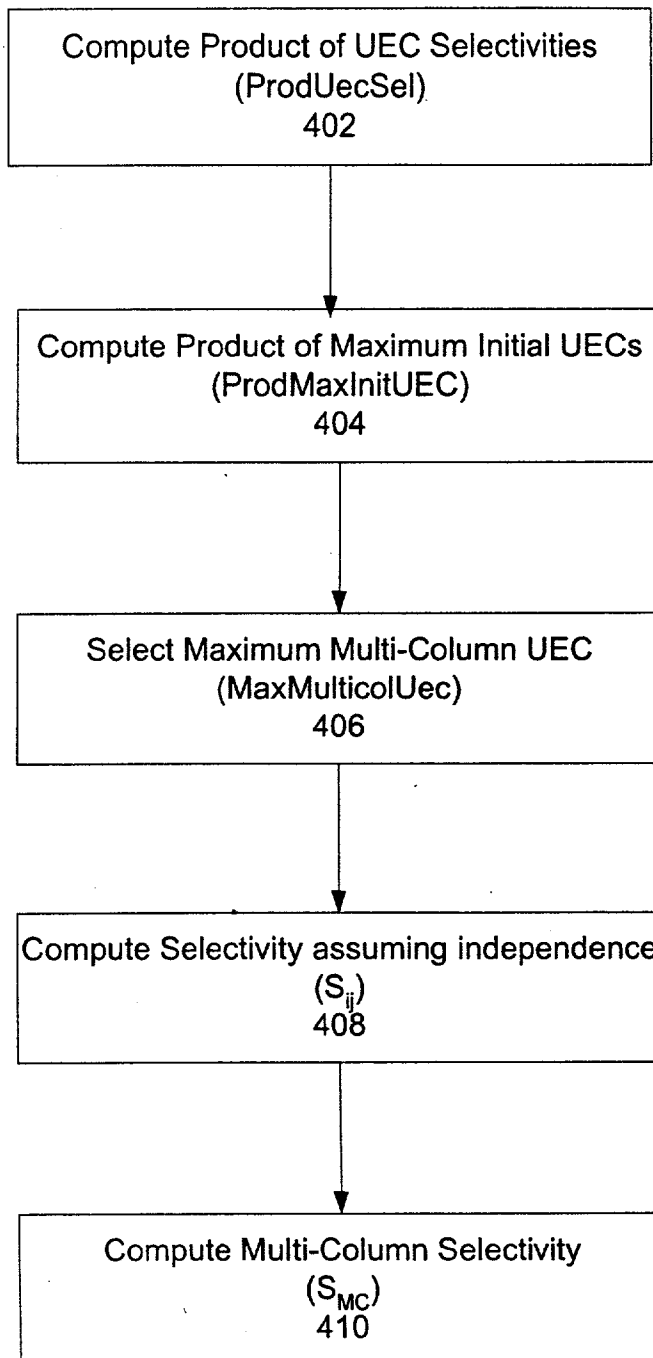 Compute Product of UEC Selectivities
(ProdUecSel)
402
Compute Product of Maximum Initial UECs
(ProdMaxInitUEC)
404
Select Maximum Multi-Column UEC
(MaxMulticolUec)
406
Compute Selectivity assuming independence
(Sij)
408
Compute Multi-Column Selectivity
(SMC)
410